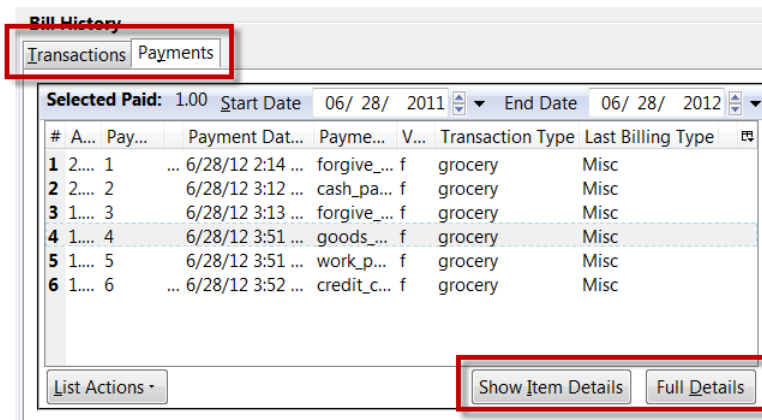 Bill History
Transactions Payments
Selected Paid: 1.00 Start Date 06/ 28/ 2011 End Date 06/ 28/ 2012
# A... Pay... Payment Dat... Payme... V... Transaction Type Last Billing Type
1 2.... 1 ... 6/28/12 2:14 ... forgive_... f grocery Misc
2 2.... 2 6/28/12 3:12 ... cash_pa... f grocery Misc
3 1.... 3 6/28/12 3:13 ... forgive_... f grocery Misc
4 1.... 4 6/28/12 3:51 ... goods_... f grocery Misc
5 1.... 5 6/28/12 3:51 ... work_p... f grocery Misc
6 1.... 6 ... 6/28/12 3:52 ... credit_c... f grocery Misc
List Actions Show Item Details Full Details